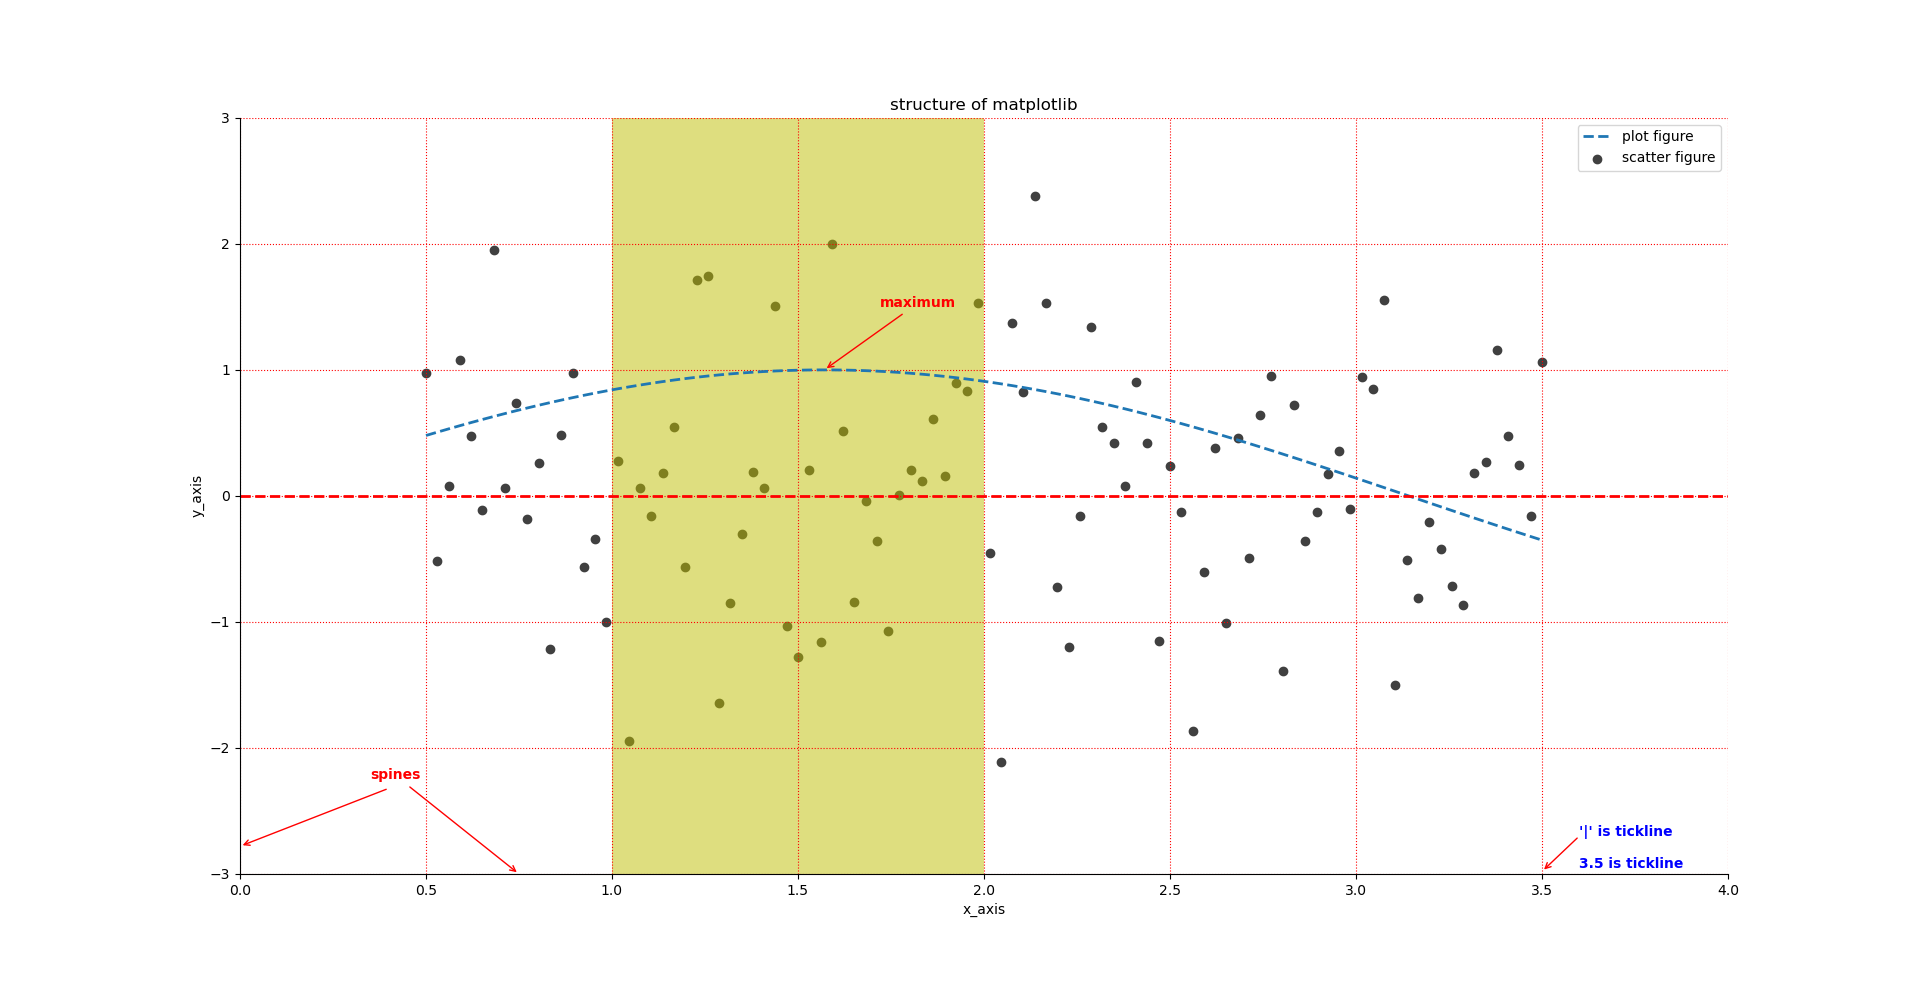 structure of matplotlib
3
2
1
0
−1
−2
−3
y_axis
plot figure
scatter figure
maximum
spines
'|' is tickline
3.5 is tickline
0.0 0.5 1.0 1.5 2.0 2.5 3.0 3.5 4.0
x_axis